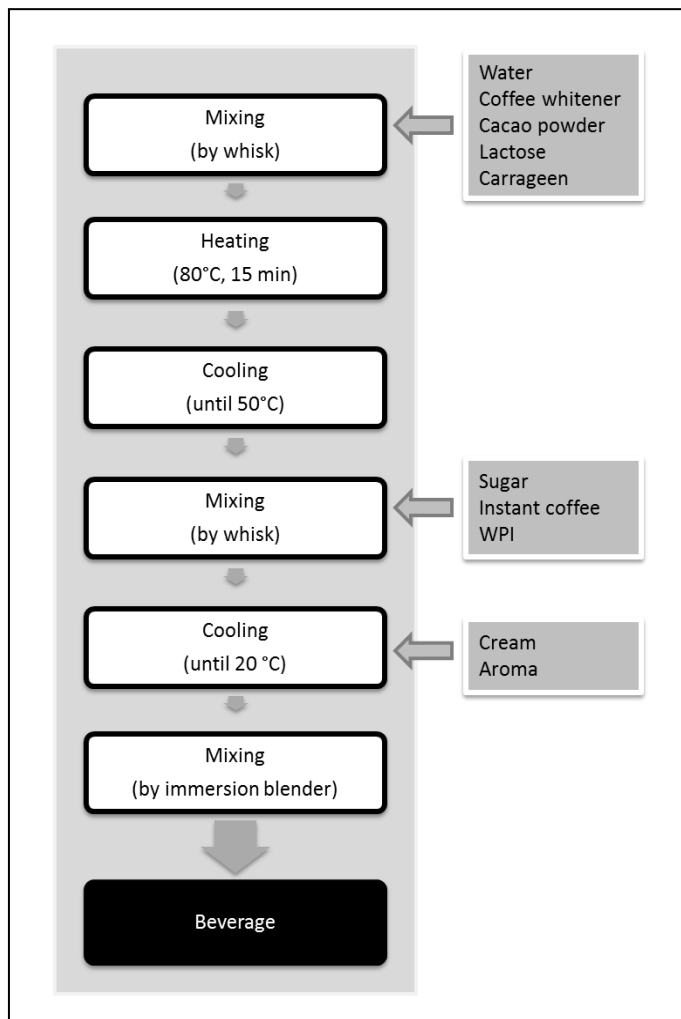 Mixing
(by whisk)
Water
Coffee whitener
Cacao powder
Lactose
Carrageen
Heating
(80°C, 15 min)
Cooling
(until 50°C)
Mixing
(by whisk)
Sugar
Instant coffee
WPI
Cooling
(until 20 °C)
Cream
Aroma
Mixing
(by immersion blender)
Beverage